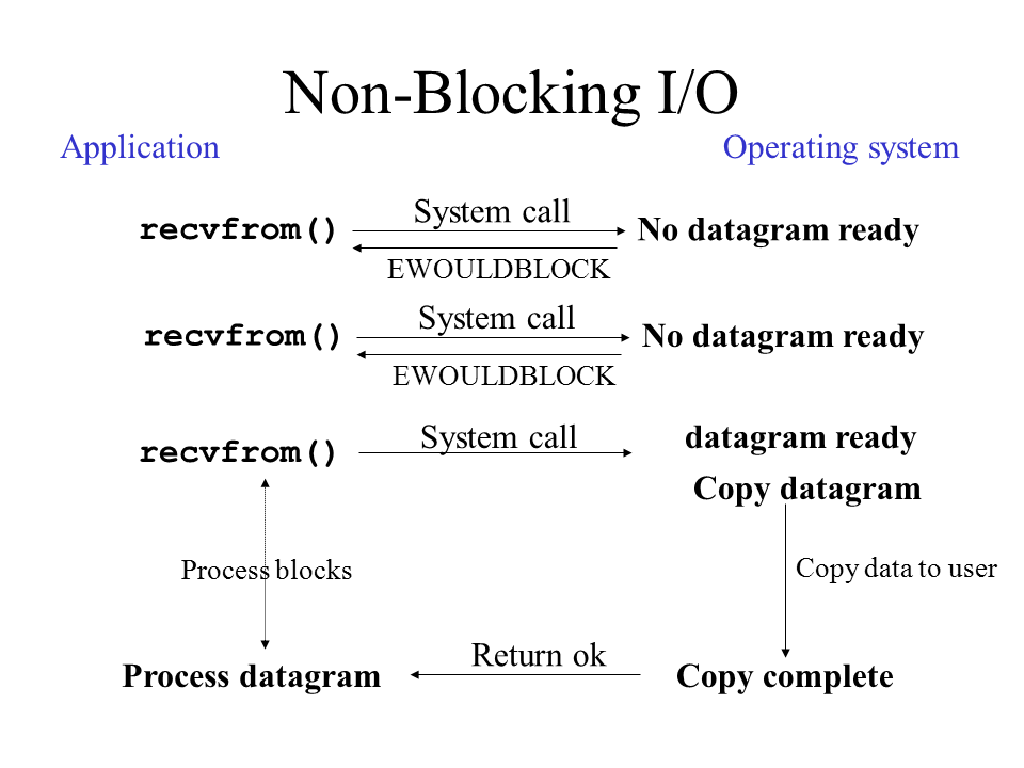 Non-Blocking I/O
Application
Operating system
System call
recvfrom()
No datagram ready
EWOULDBLOCK
System call
recvfrom()
No datagram ready
EWOULDBLOCK
System call
datagram ready
recvfrom()
Copy datagram
Process blocks
Copy data to user
Return ok
Process datagram
Copy complete